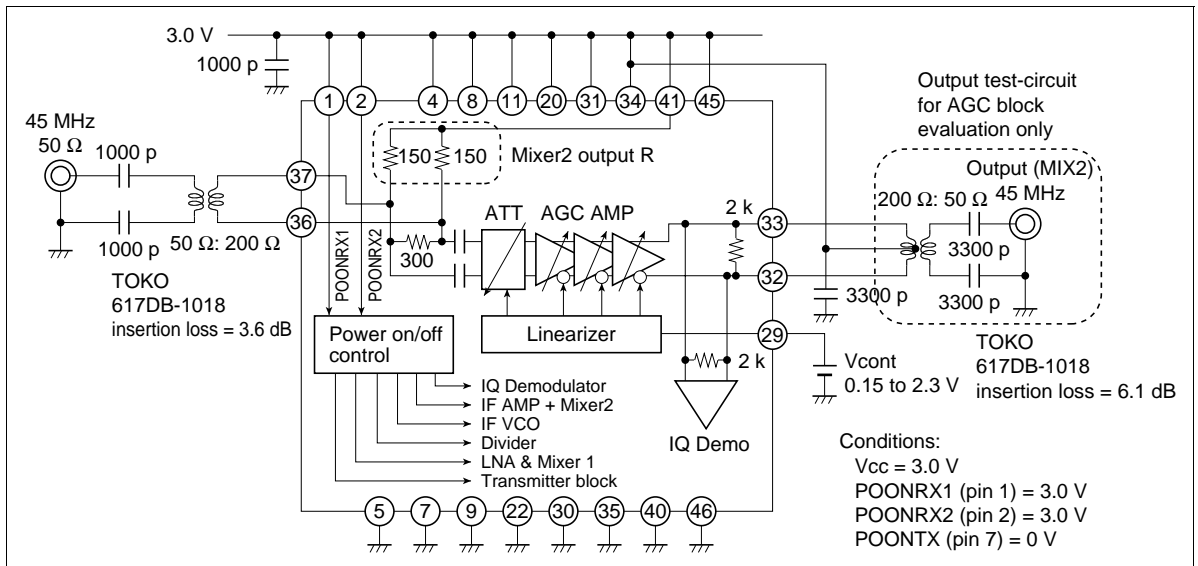 3.0 V
1000 p
1 2 4 8 11 20 31 34 41 45
Output test-circuit
for AGC block
evaluation only
45 MHz
50 Ω
1000 p
150 150
Mixer2 output R
Output (MIX2)
45 MHz
37
ATT
AGC AMP
2 k
33
200 Ω: 50 Ω
36
1000 p
50 Ω: 200 Ω
POONRX1
POONRX2
300
32
3300 p
3300 p
3300 p
TOKO
617DB-1018
insertion loss = 3.6 dB
Power on/off
control
Linearizer
29
2 k
Vcont
0.15 to 2.3 V
TOKO
617DB-1018
insertion loss = 6.1 dB
IQ Demodulator
IF AMP + Mixer2
IF VCO
Divider
LNA & Mixer 1
Transmitter block
IQ Demo
Conditions:
Vcc = 3.0 V
POONRX1 (pin 1) = 3.0 V
POONRX2 (pin 2) = 3.0 V
POONTX (pin 7) = 0 V
5 7 9 22 30 35 40 46